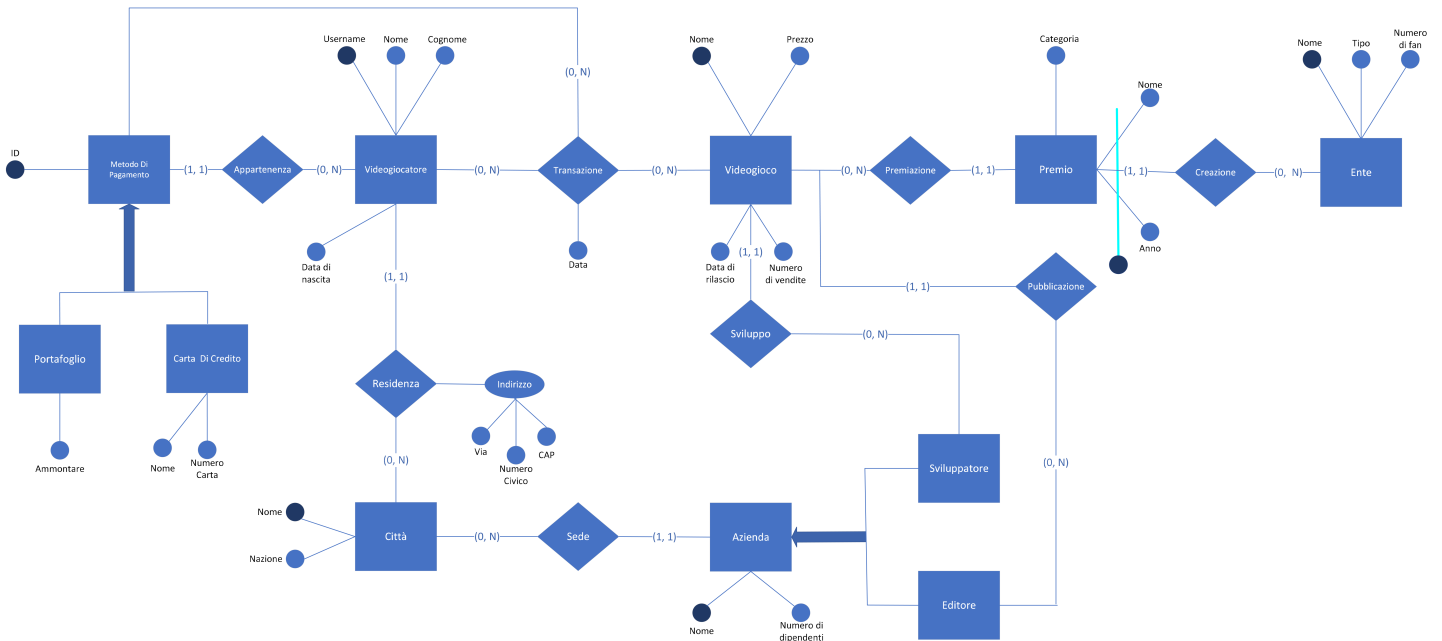 Numero
di fan
Username
Nome
Cognome
Nome
Prezzo
Categoria
Nome
Tipo
(0, N)
Nome
ID
Metodo Di
Pagamento
(1, 1)
Appartenenza
(0, N)
Videogiocatore
(0, N)
Transazione
(0, N)
Videogioco
(0, N)
Premiazione
(1, 1)
Premio
(1, 1)
Creazione
(0, N)
Ente
Data di
nascita
(1, 1)
Data
Data di
rilascio
(1, 1)
Numero
di vendite
Anno
(1, 1)
Pubblicazione
Portafoglio
Carta Di Credito
Sviluppo
(0, N)
Residenza
Indirizzo
Ammontare
Nome
Numero
Carta
Via
Numero
Civico
CAP
(0, N)
Sviluppatore
(0, N)
Nome
Nazione
Città
(0, N)
Sede
(1, 1)
Azienda
Editore
Nome
Numero di
dipendenti